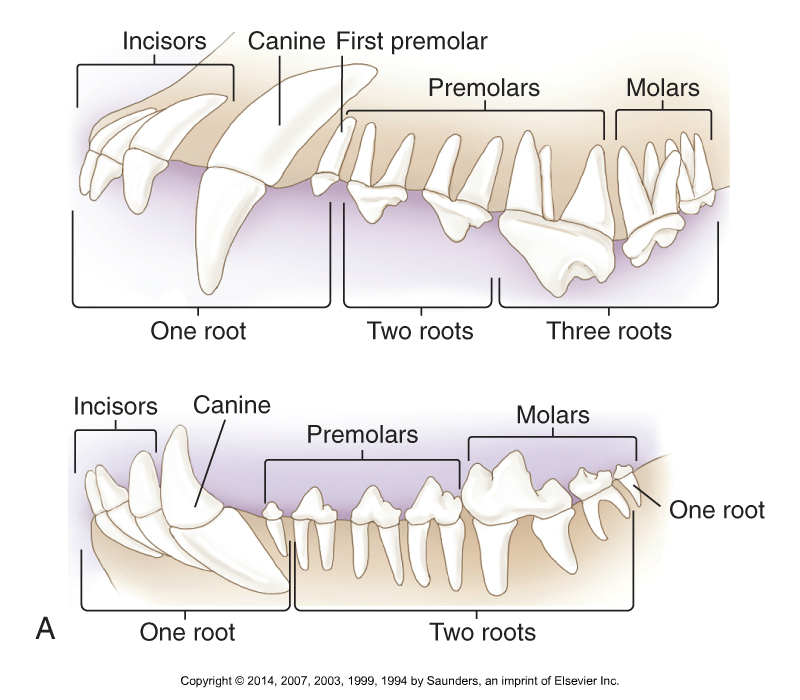 Incisors
Canine
First premolar
Premolars
Molars
One root
Two roots
Three roots
Incisors
Canine
Premolars
Molars
One root
A
One root
Two roots
Copyright © 2014, 2007, 2003, 1999, 1994 by Saunders, an imprint of Elsevier Inc.